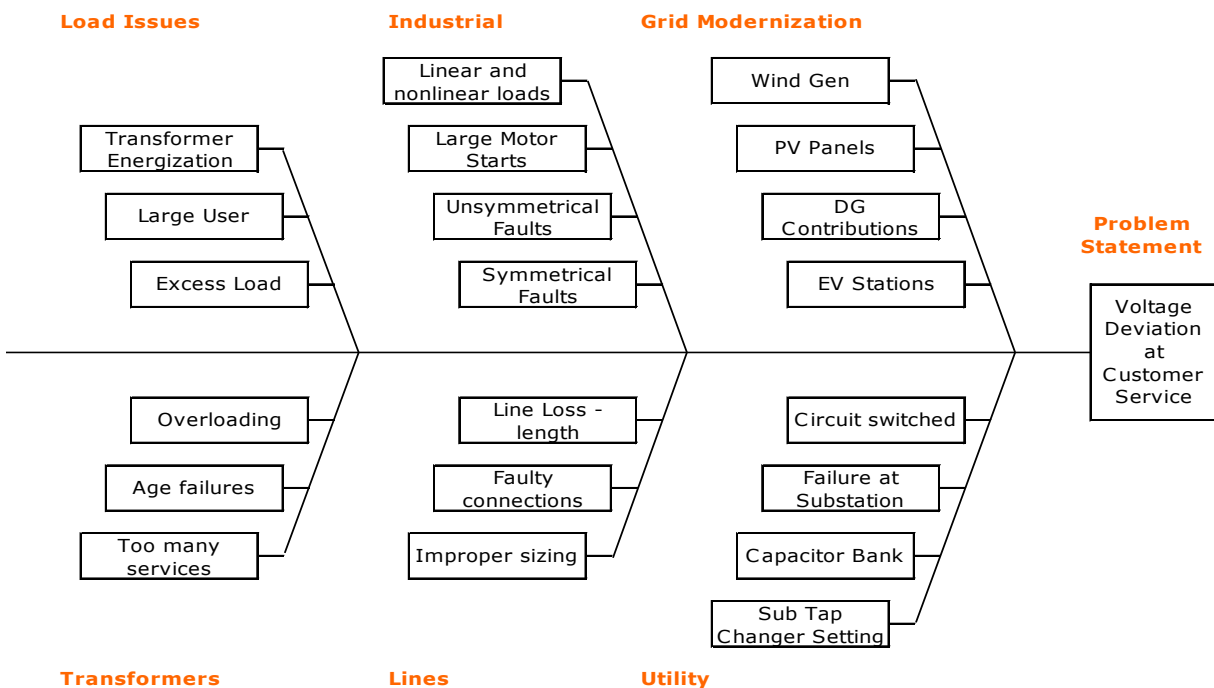 Load Issues
Industrial
Grid Modernization
Linear and
nonlinear loads
Wind Gen
Transformer
Energization
Large Motor
Starts
PV Panels
Large User
Unsymmetrical
Faults
DG
Contributions
Problem
Statement
Excess Load
Symmetrical
Faults
EV Stations
Voltage
Deviation
at
Customer
Service
Overloading
Line Loss -
length
Circuit switched
Age failures
Faulty
connections
Failure at
Substation
Too many
services
Improper sizing
Capacitor Bank
Sub Tap
Changer Setting
Transformers
Lines
Utility